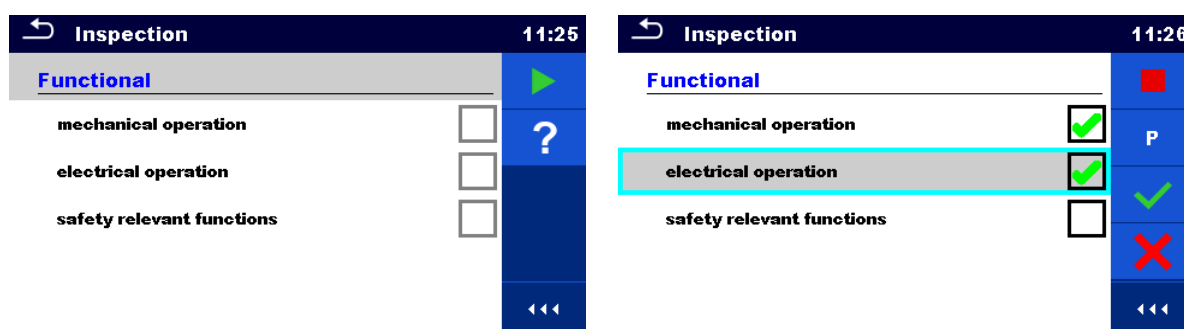 Inspection 11:25
Functional
mechanical operation
electrical operation
safety relevant functions
?
Inspection 11:26
Functional
mechanical operation
P
electrical operation
safety relevant functions